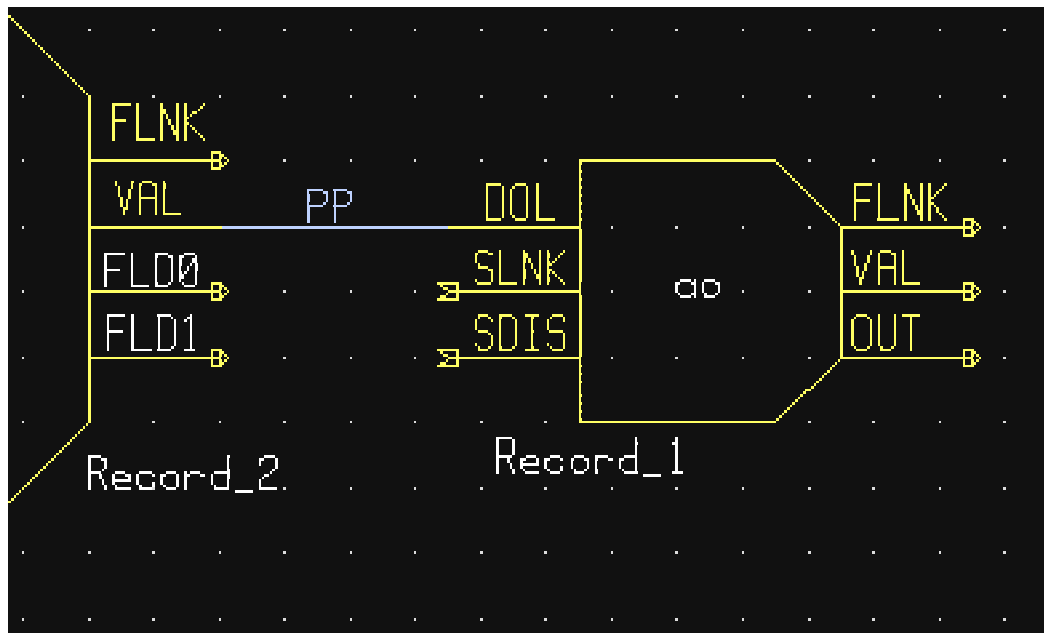 FLNK
VAL
FLD0
FLD1
Record_2
PP
DOL
SLNK
SDIS
ao
Record_1
FLNK
VAL
OUT